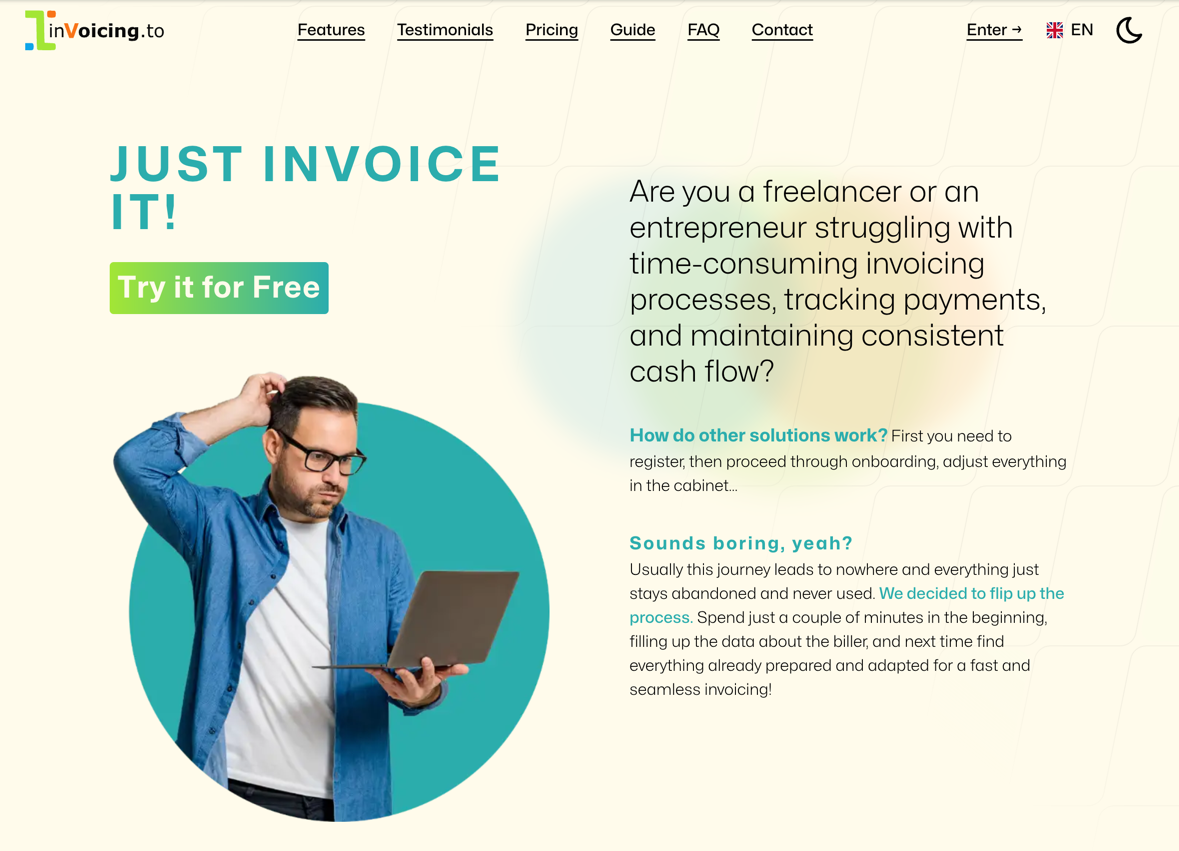 inVoicing.to
Features
Testimonials
Pricing
Guide
FAQ
Contact
Enter →
EN
JUST INVOICE
IT!
Try it for Free
Are you a freelancer or an
entrepreneur struggling with
time-consuming invoicing
processes, tracking payments,
and maintaining consistent
cash flow?
How do other solutions work? First you need to
register, then proceed through onboarding, adjust everything
in the cabinet...
Sounds boring, yeah?
Usually this journey leads to nowhere and everything just
stays abandoned and never used. We decided to flip up the
process. Spend just a couple of minutes in the beginning,
filling up the data about the biller, and next time find
everything already prepared and adapted for a fast and
seamless invoicing!